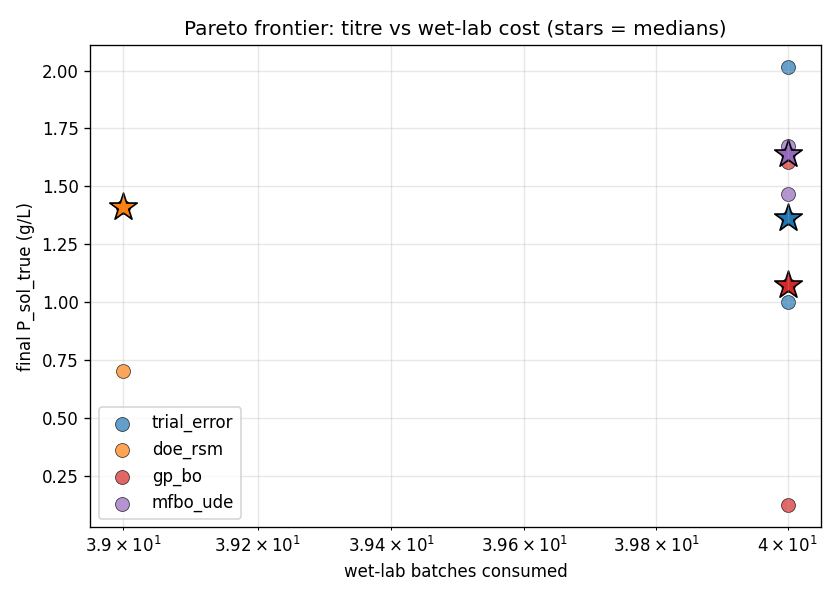 Pareto frontier: titre vs wet-lab cost (stars = medians)
final P_sol_true (g/L)
2.00
1.75
1.50
1.25
1.00
0.75
0.50
0.25
trial_error
doe_rsm
gp_bo
mfbo_ude
3.9 × 10¹ 3.92 × 10¹ 3.94 × 10¹ 3.96 × 10¹ 3.98 × 10¹ 4 × 10¹
wet-lab batches consumed